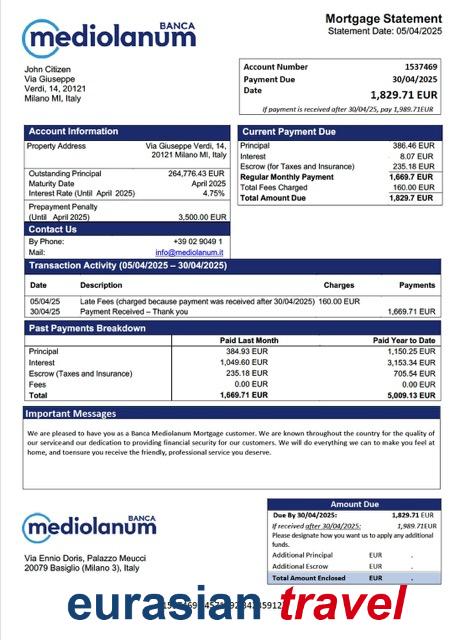 BANCA
mediolanum
Mortgage Statement
Statement Date: 05/04/2025
John Citizen
Via Giuseppe
Verdi, 14, 20121
Milano MI, Italy
Account Number 1537469
Payment Due 30/04/2025
Date
1,829.71 EUR
If payment is received after 30/04/25, pay 1,989.71EUR
Account Information
Property Address Via Giuseppe Verdi, 14,
20121 Milano MI, Italy
Outstanding Principal 264,776.43 EUR
Maturity Date April 2025
Interest Rate (Until April 2025) 4.75%
Prepayment Penalty
(Until April 2025) 3,500.00 EUR
Current Payment Due
Principal 386.46 EUR
Interest 8.07 EUR
Escrow (for Taxes and Insurance) 235.18 EUR
Regular Monthly Payment 1,669.7 EUR
Total Fees Charged 160.00 EUR
Total Amount Due 1,829.7 EUR
Contact Us
By Phone: +39 02 9049 1
Mail: info@mediolanum.it
Transaction Activity (05/04/2025 – 30/04/2025)
Date Description Charges Payments
05/04/25 Late Fees (charged because payment was received after 30/04/2025) 160.00 EUR
30/04/25 Payment Received – Thank you 1,669.71 EUR
Past Payments Breakdown
Paid Last Month Paid Year to Date
Principal 384.93 EUR 1,150.25 EUR
Interest 1,049.60 EUR 3,153.34 EUR
Escrow (Taxes and Insurance) 235.18 EUR 705.54 EUR
Fees 0.00 EUR 0.00 EUR
Total 1,669.71 EUR 5,009.13 EUR
Important Messages
We are pleased to have you as a Banca Mediolanum Mortgage customer. We are known throughout the country for the quality of
our service and our dedication to providing financial security for our customers. We will do everything we can to make you feel at
home, and toensure you receive the friendly, professional service you deserve.
BANCA
mediolanum
Via Ennio Doris, Palazzo Meucci
20079 Basiglio (Milano 3), Italy
Amount Due
Due By 30/04/2025: 1,829.71 EUR
If received after 30/04/2025: 1,989.71EUR
Please designate how you want us to apply any additional
funds.
Additional Principal EUR .
Additional Escrow EUR .
Total Amount Enclosed EUR .
eurasian travel